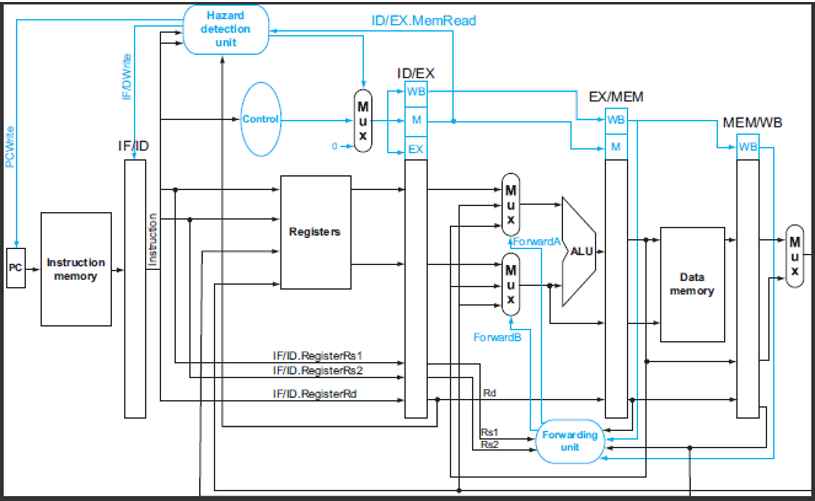 Hazard
detection
unit
ID/EX.MemRead
IF/DWrite
PCWrite
Control
Mux
0
ID/EX
WB
M
EX
EX/MEM
WB
M
MEM/WB
WB
IF/ID
PC
Instruction
memory
Instruction
Registers
Mux
ForwardA
Mux
ForwardB
ALU
Data
memory
Mux
IF/ID.RegisterRs1
IF/ID.RegisterRs2
IF/ID.RegisterRd
Rd
Rs1
Rs2
Forwarding
unit